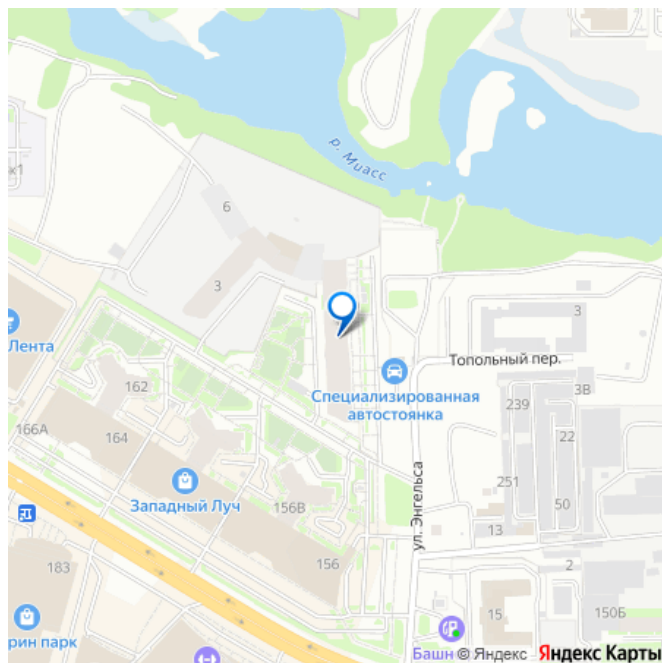 р. Миасс
к1
6
3
3
Лента
Топольный пер.
Специализированная
автостоянка
3В
162
239
166А
164
22
251
Западный Луч
50
156В
ул. Энгельса
13
156
2
183
15
150Б
рин парк
Башн
© Яндекс
Яндекс Карты